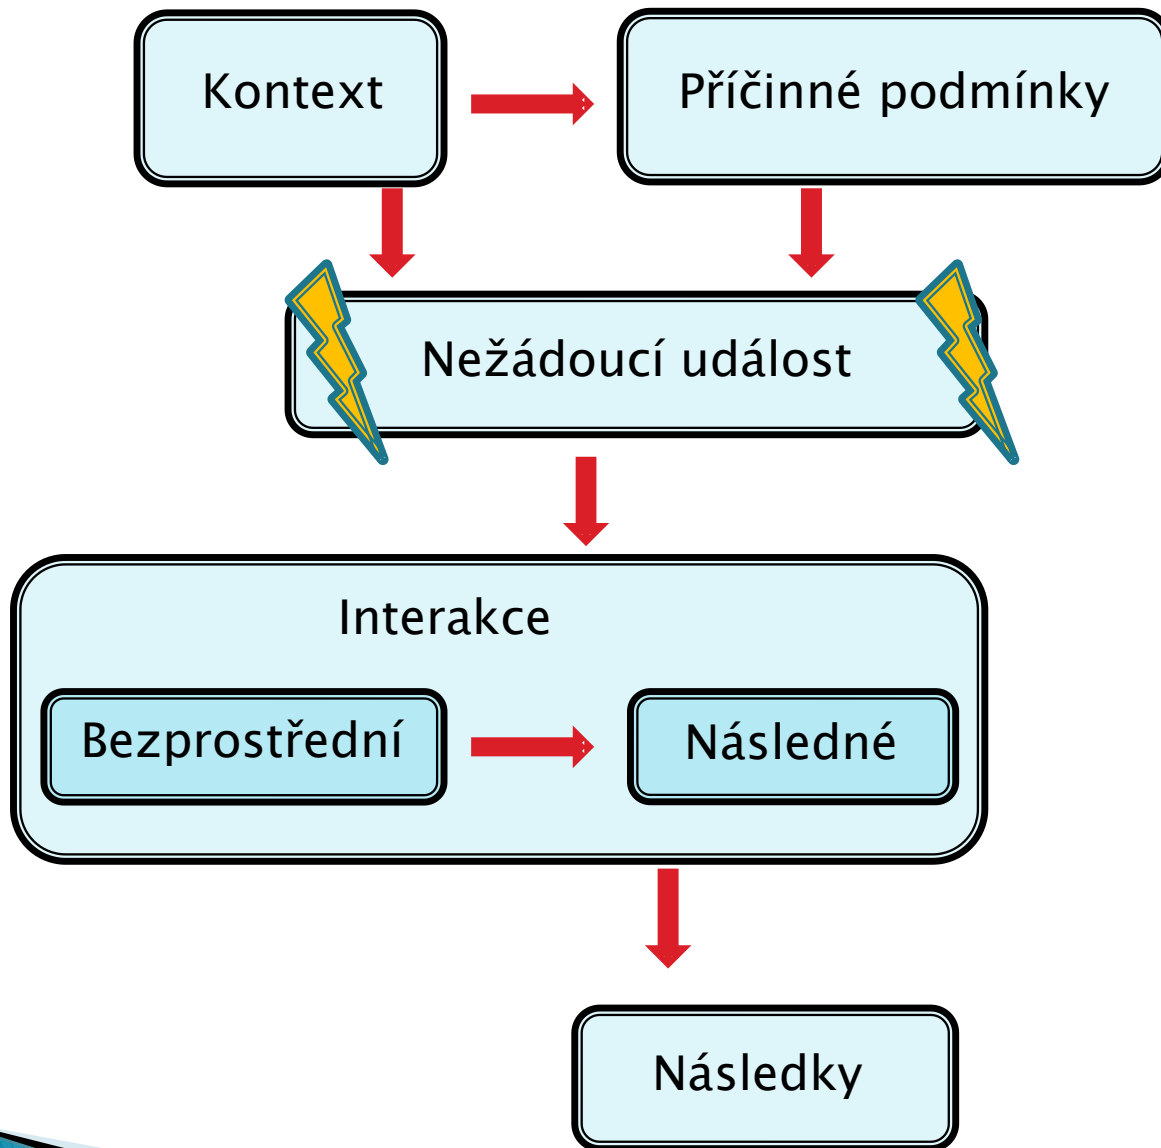 Kontext
Příčinné podmínky
Nežádoucí událost
Interakce
Bezprostřední
Následné
Následky